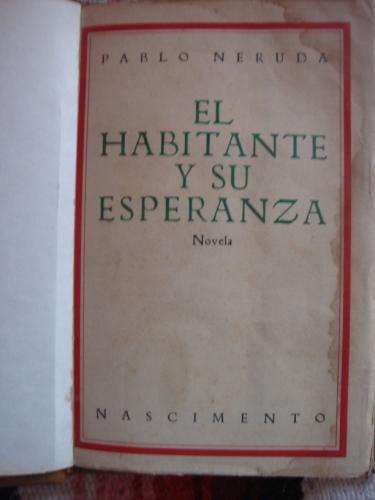 PABLO NERUDA
EL
HABITANTE
Y SU
ESPERANZA
Novela
NASCIMENTO